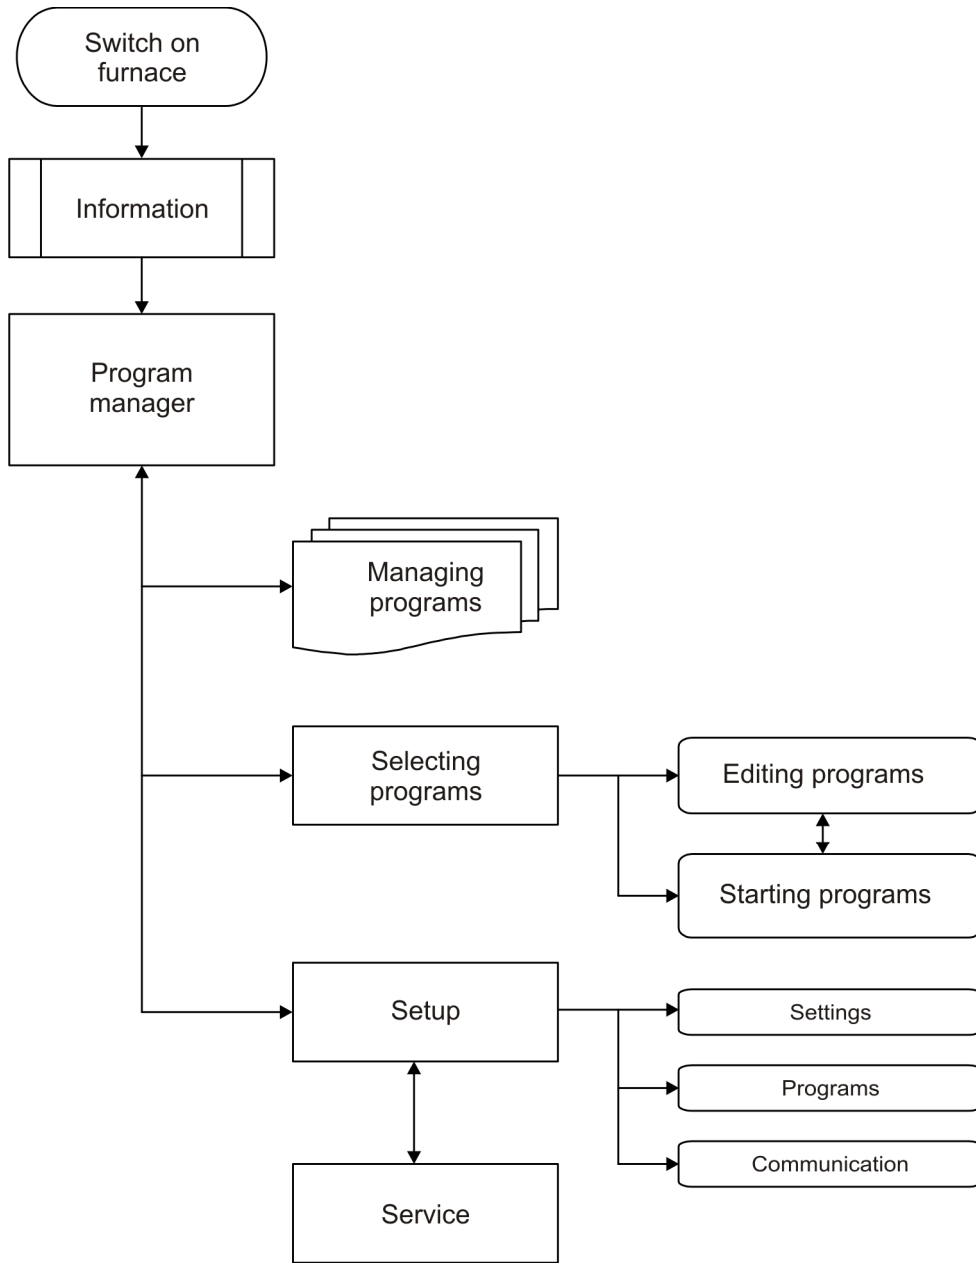 Switch on
furnace
Information
Program
manager
Managing
programs
Selecting
programs
Editing programs
Starting programs
Setup
Settings
Programs
Communication
Service